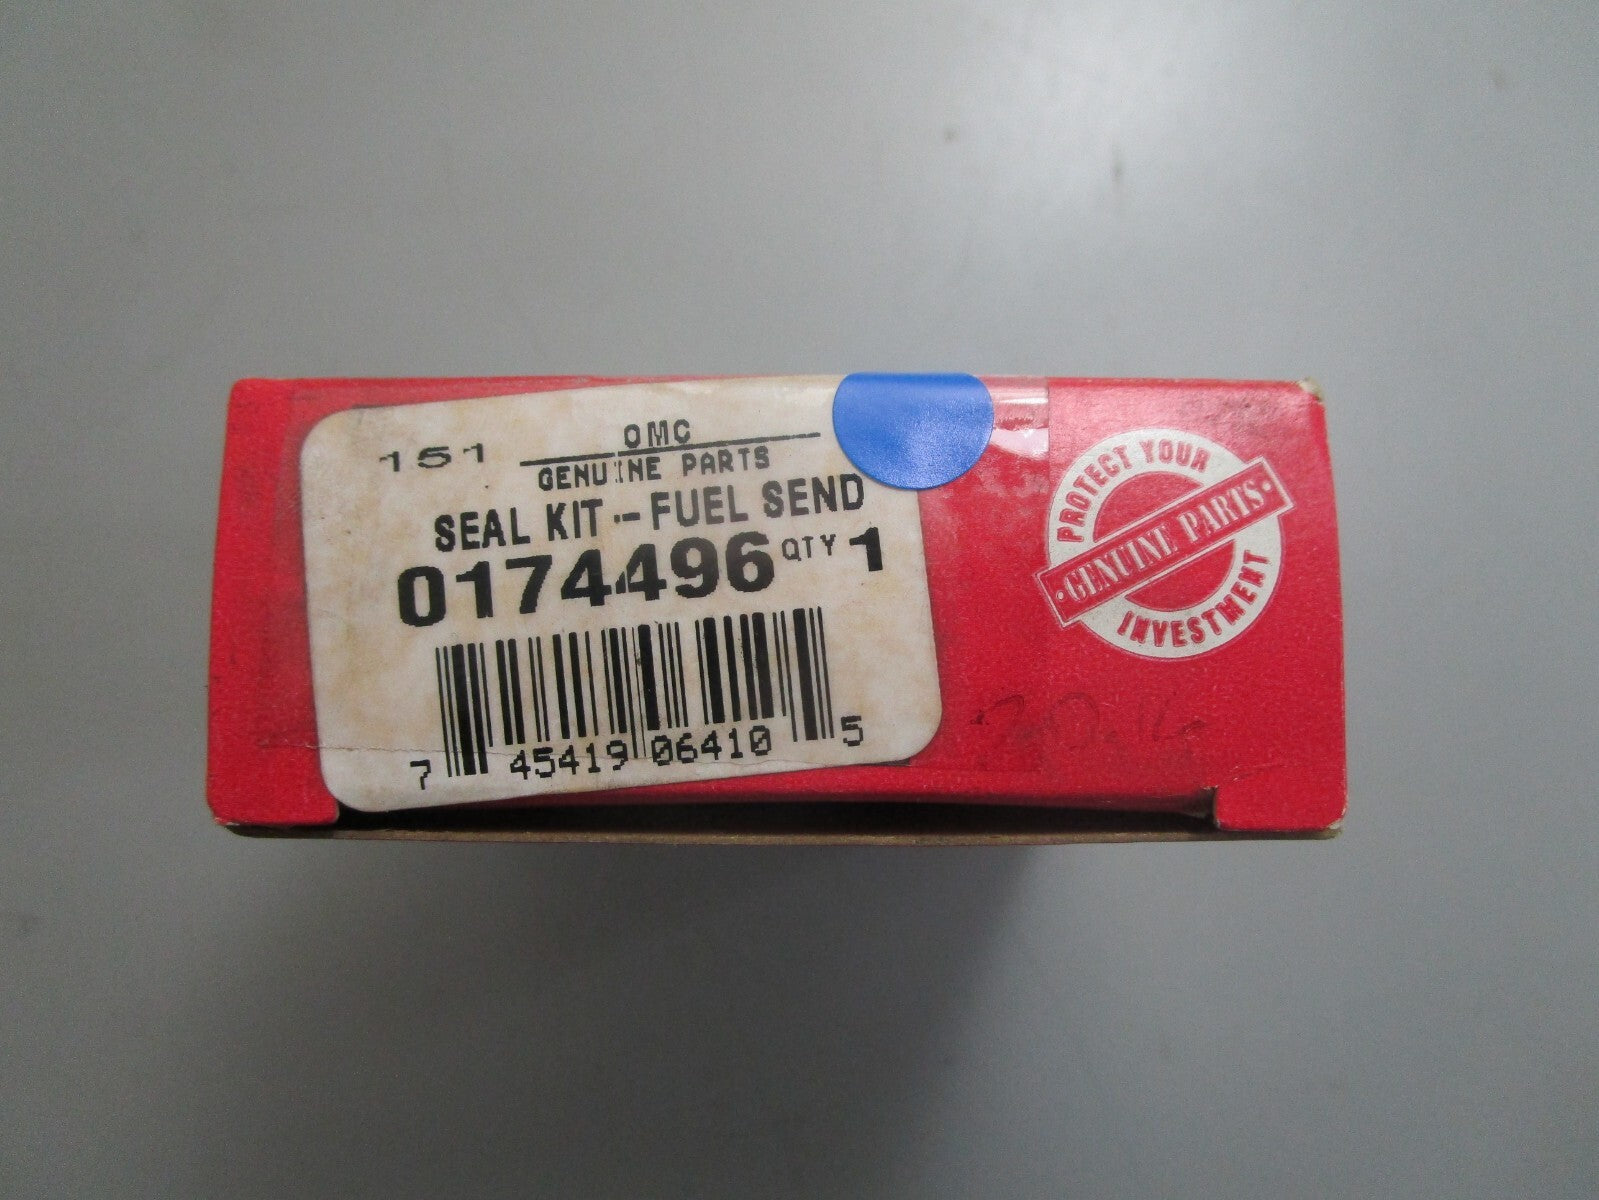 151
OMC
GENUINE PARTS
SEAL KIT--FUEL SEND
0174496 QTY 1
7 45419 06410 5
PROTECT YOUR
·GENUINE PARTS·
INVESTMENT